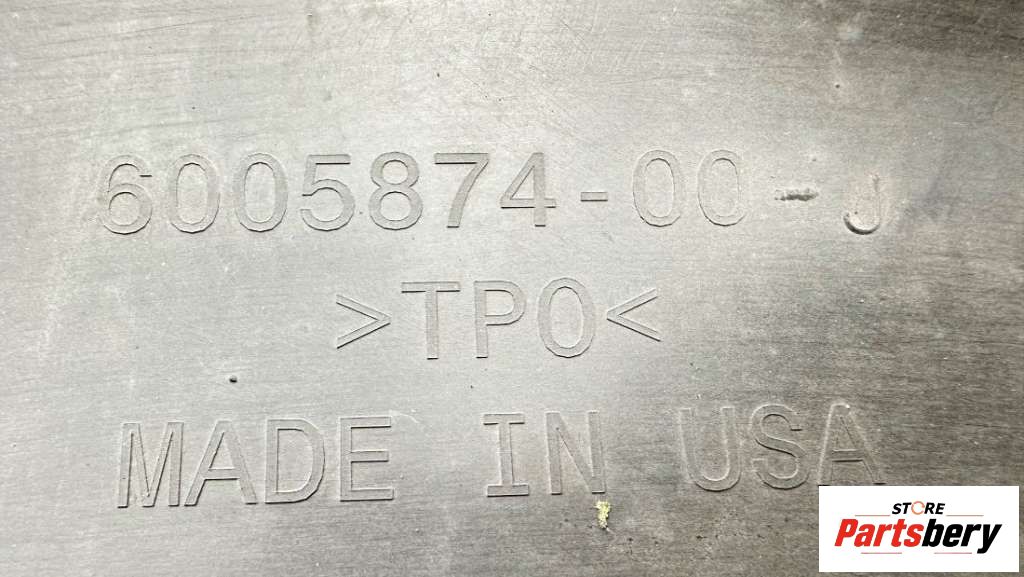 6005874-00-J
>TPO<
MADE IN USA
STORE
Partsbery